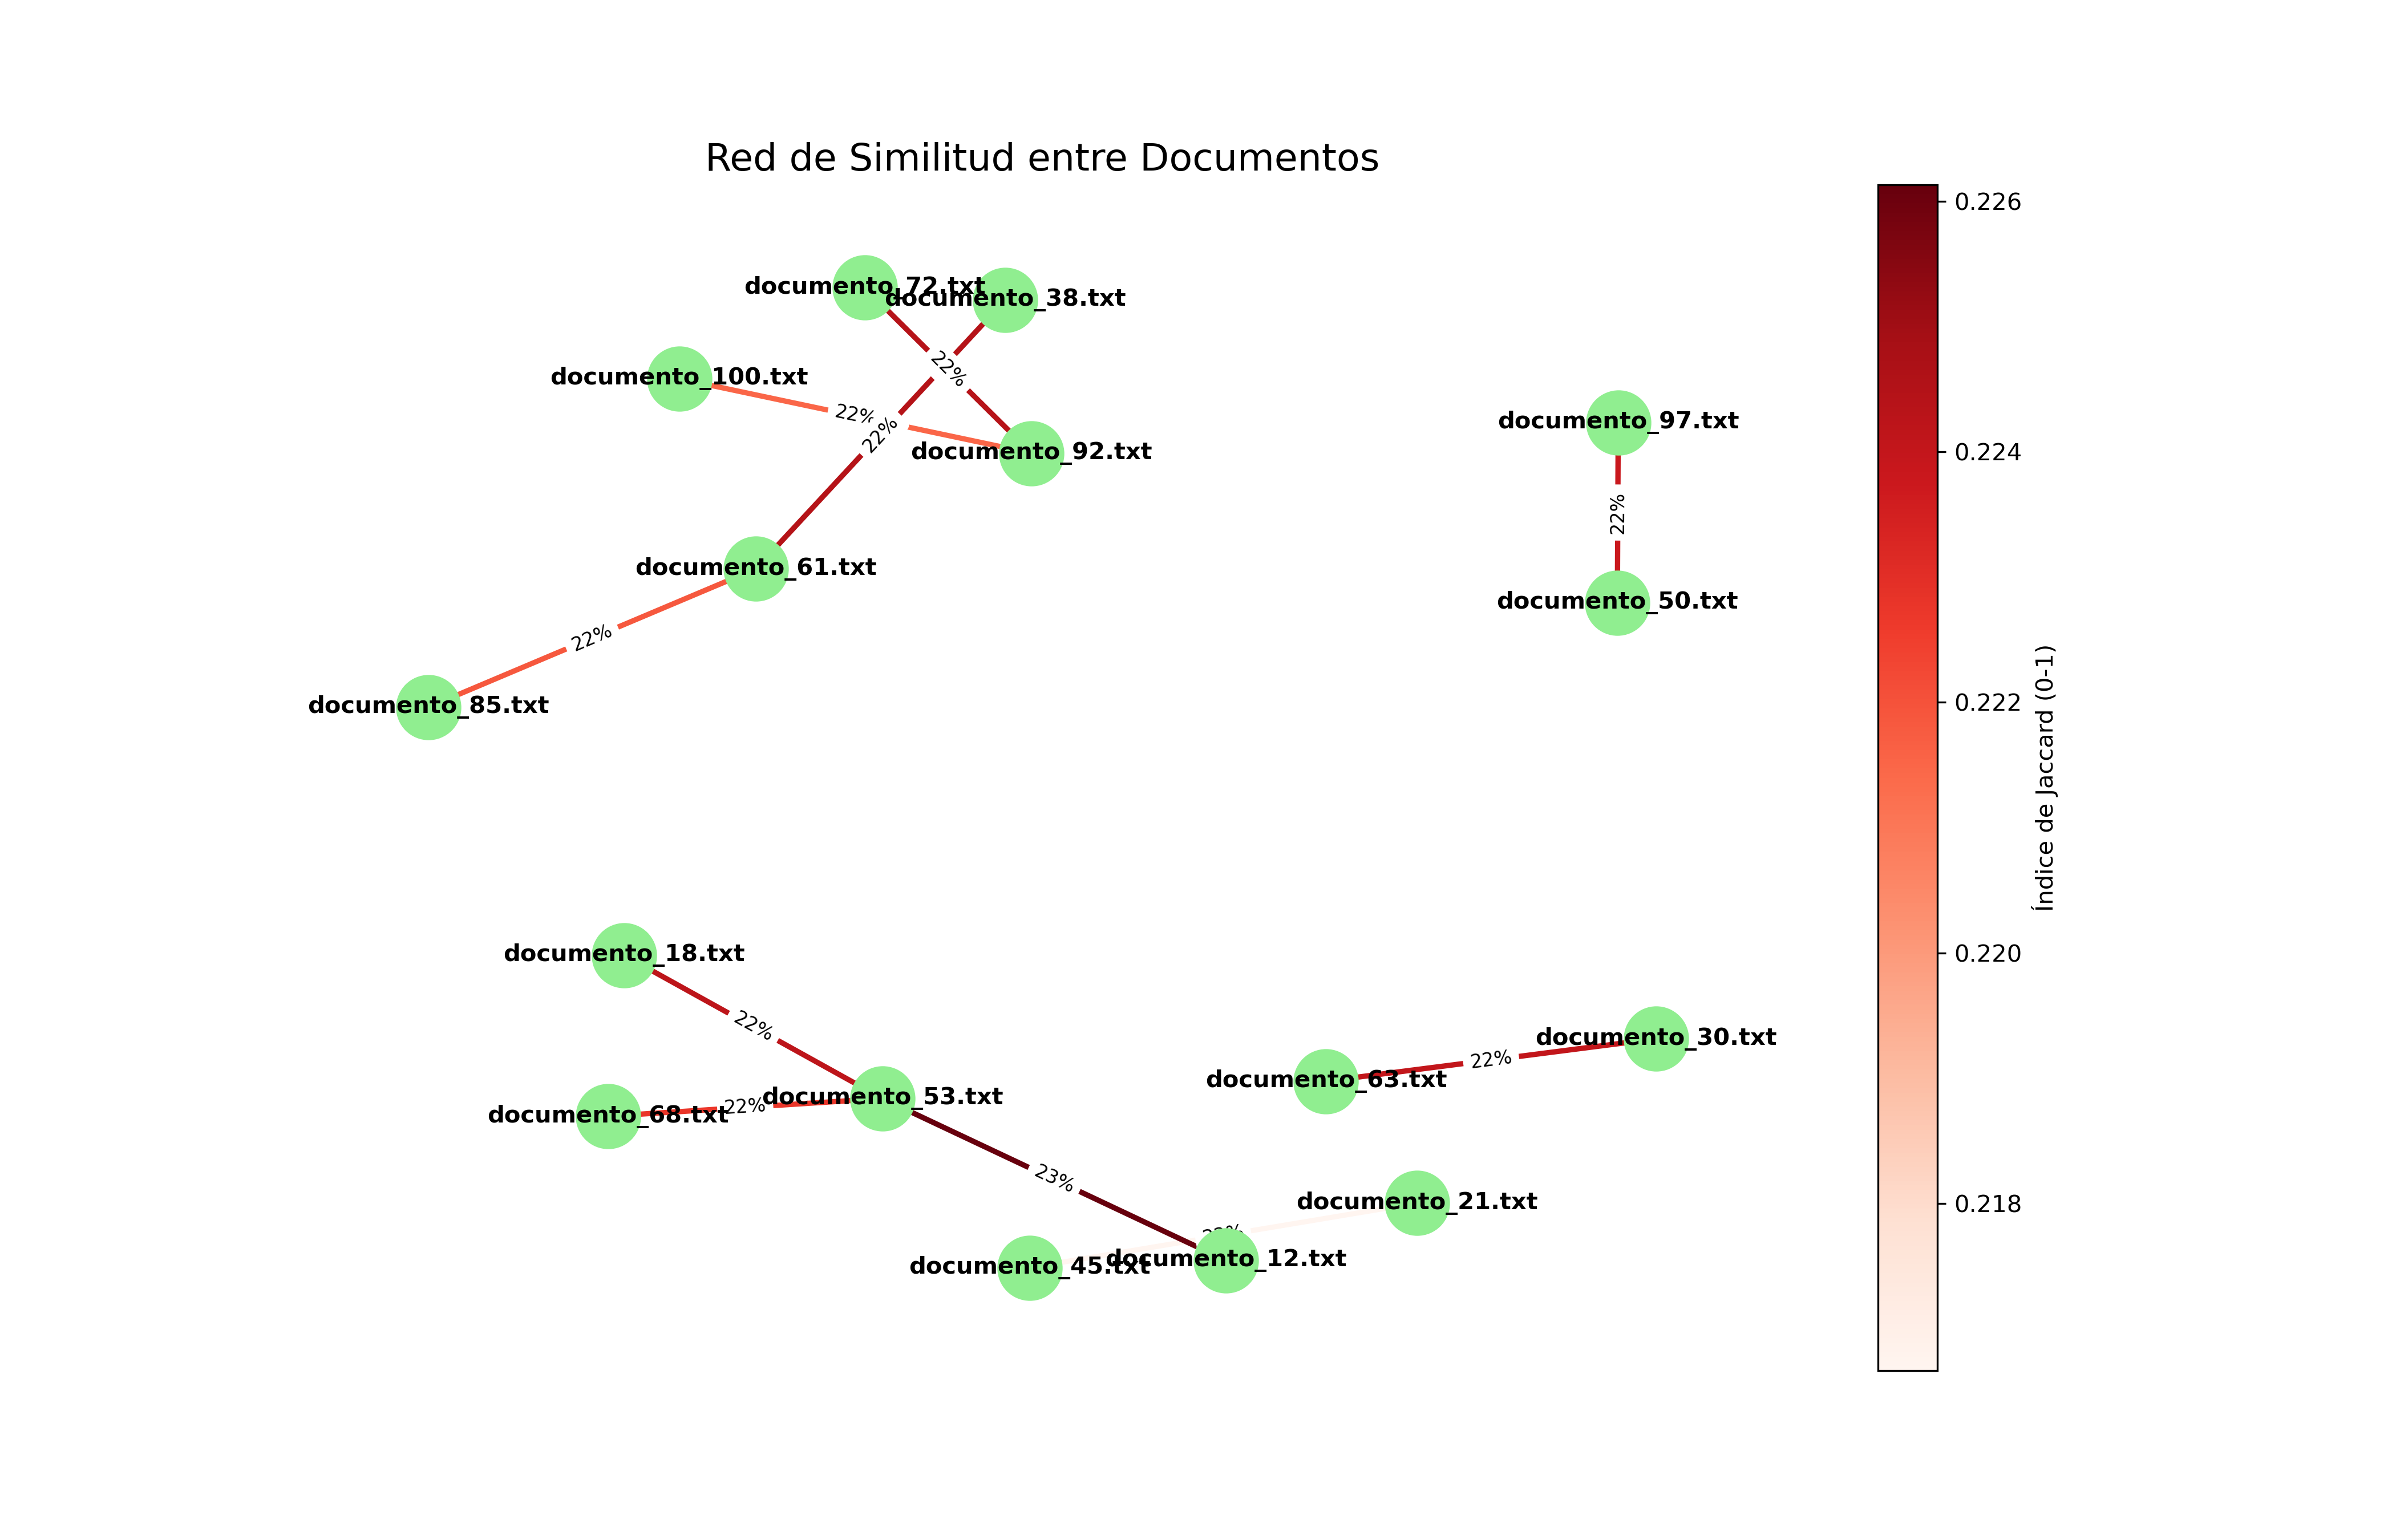 Red de Similitud entre Documentos
documento_72.txt
documento_38.txt
22%
documento_100.txt
22%
22%
documento_92.txt
documento_61.txt
22%
documento_85.txt
documento_97.txt
22%
documento_50.txt
documento_18.txt
22%
documento_53.txt
22%
documento_68.txt
23%
documento_30.txt
22%
documento_63.txt
documento_21.txt
documento_12.txt
documento_45.txt
0.226
0.224
0.222
0.220
0.218
Índice de Jaccard (0-1)